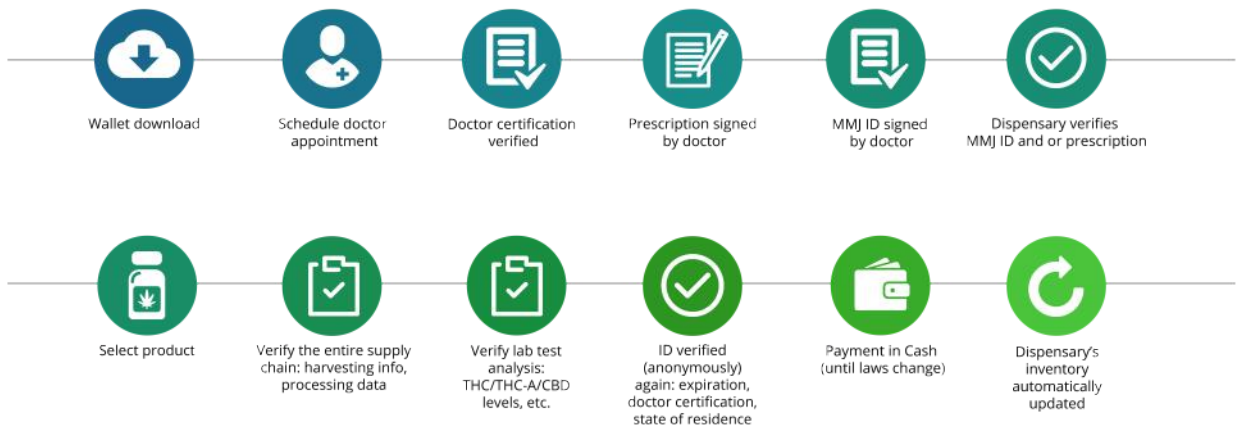 Wallet download
Schedule doctor
appointment
Doctor certification
verified
Prescription signed
by doctor
MMJ ID signed
by doctor
Dispensary verifies
MMJ ID and or prescription
Select product
Verify the entire supply
chain: harvesting info,
processing data
Verify lab test
analysis:
THC/THC-A/CBD
levels, etc.
ID verified
(anonymously)
again: expiration,
doctor certification,
state of residence
Payment in Cash
(until laws change)
Dispensary’s
inventory
automatically
updated